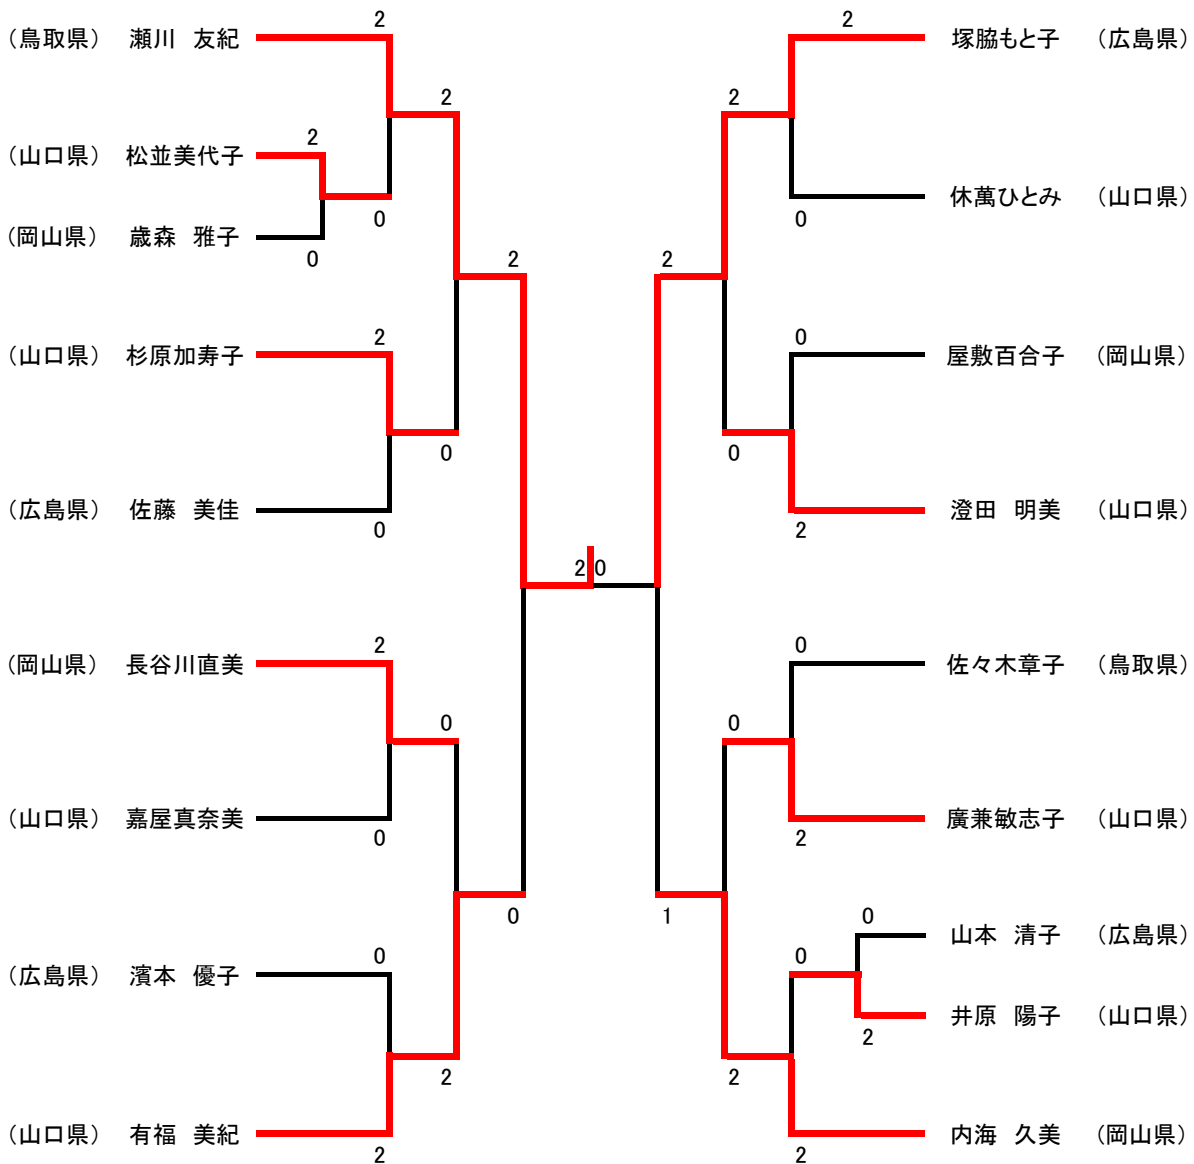 2
（鳥取県） 瀬川 友紀
2
2
（山口県） 松並美代子
0
（岡山県） 歳森 雅子
0
2
2
（山口県） 杉原加寿子
0
（広島県） 佐藤 美佳
0
2
2
（岡山県） 長谷川直美
0
（山口県） 嘉屋真奈美
0
0
0
（広島県） 濱本 優子
2
（山口県） 有福 美紀
2
2
塚脇もと子 （広島県）
2
休萬ひとみ （山口県）
0
2
0
屋敷百合子 （岡山県）
0
澄田 明美 （山口県）
2
0
0
佐々木章子 （鳥取県）
0
廣兼敏志子 （山口県）
2
1
0
山本 清子 （広島県）
0
井原 陽子 （山口県）
2
2
内海 久美 （岡山県）
2